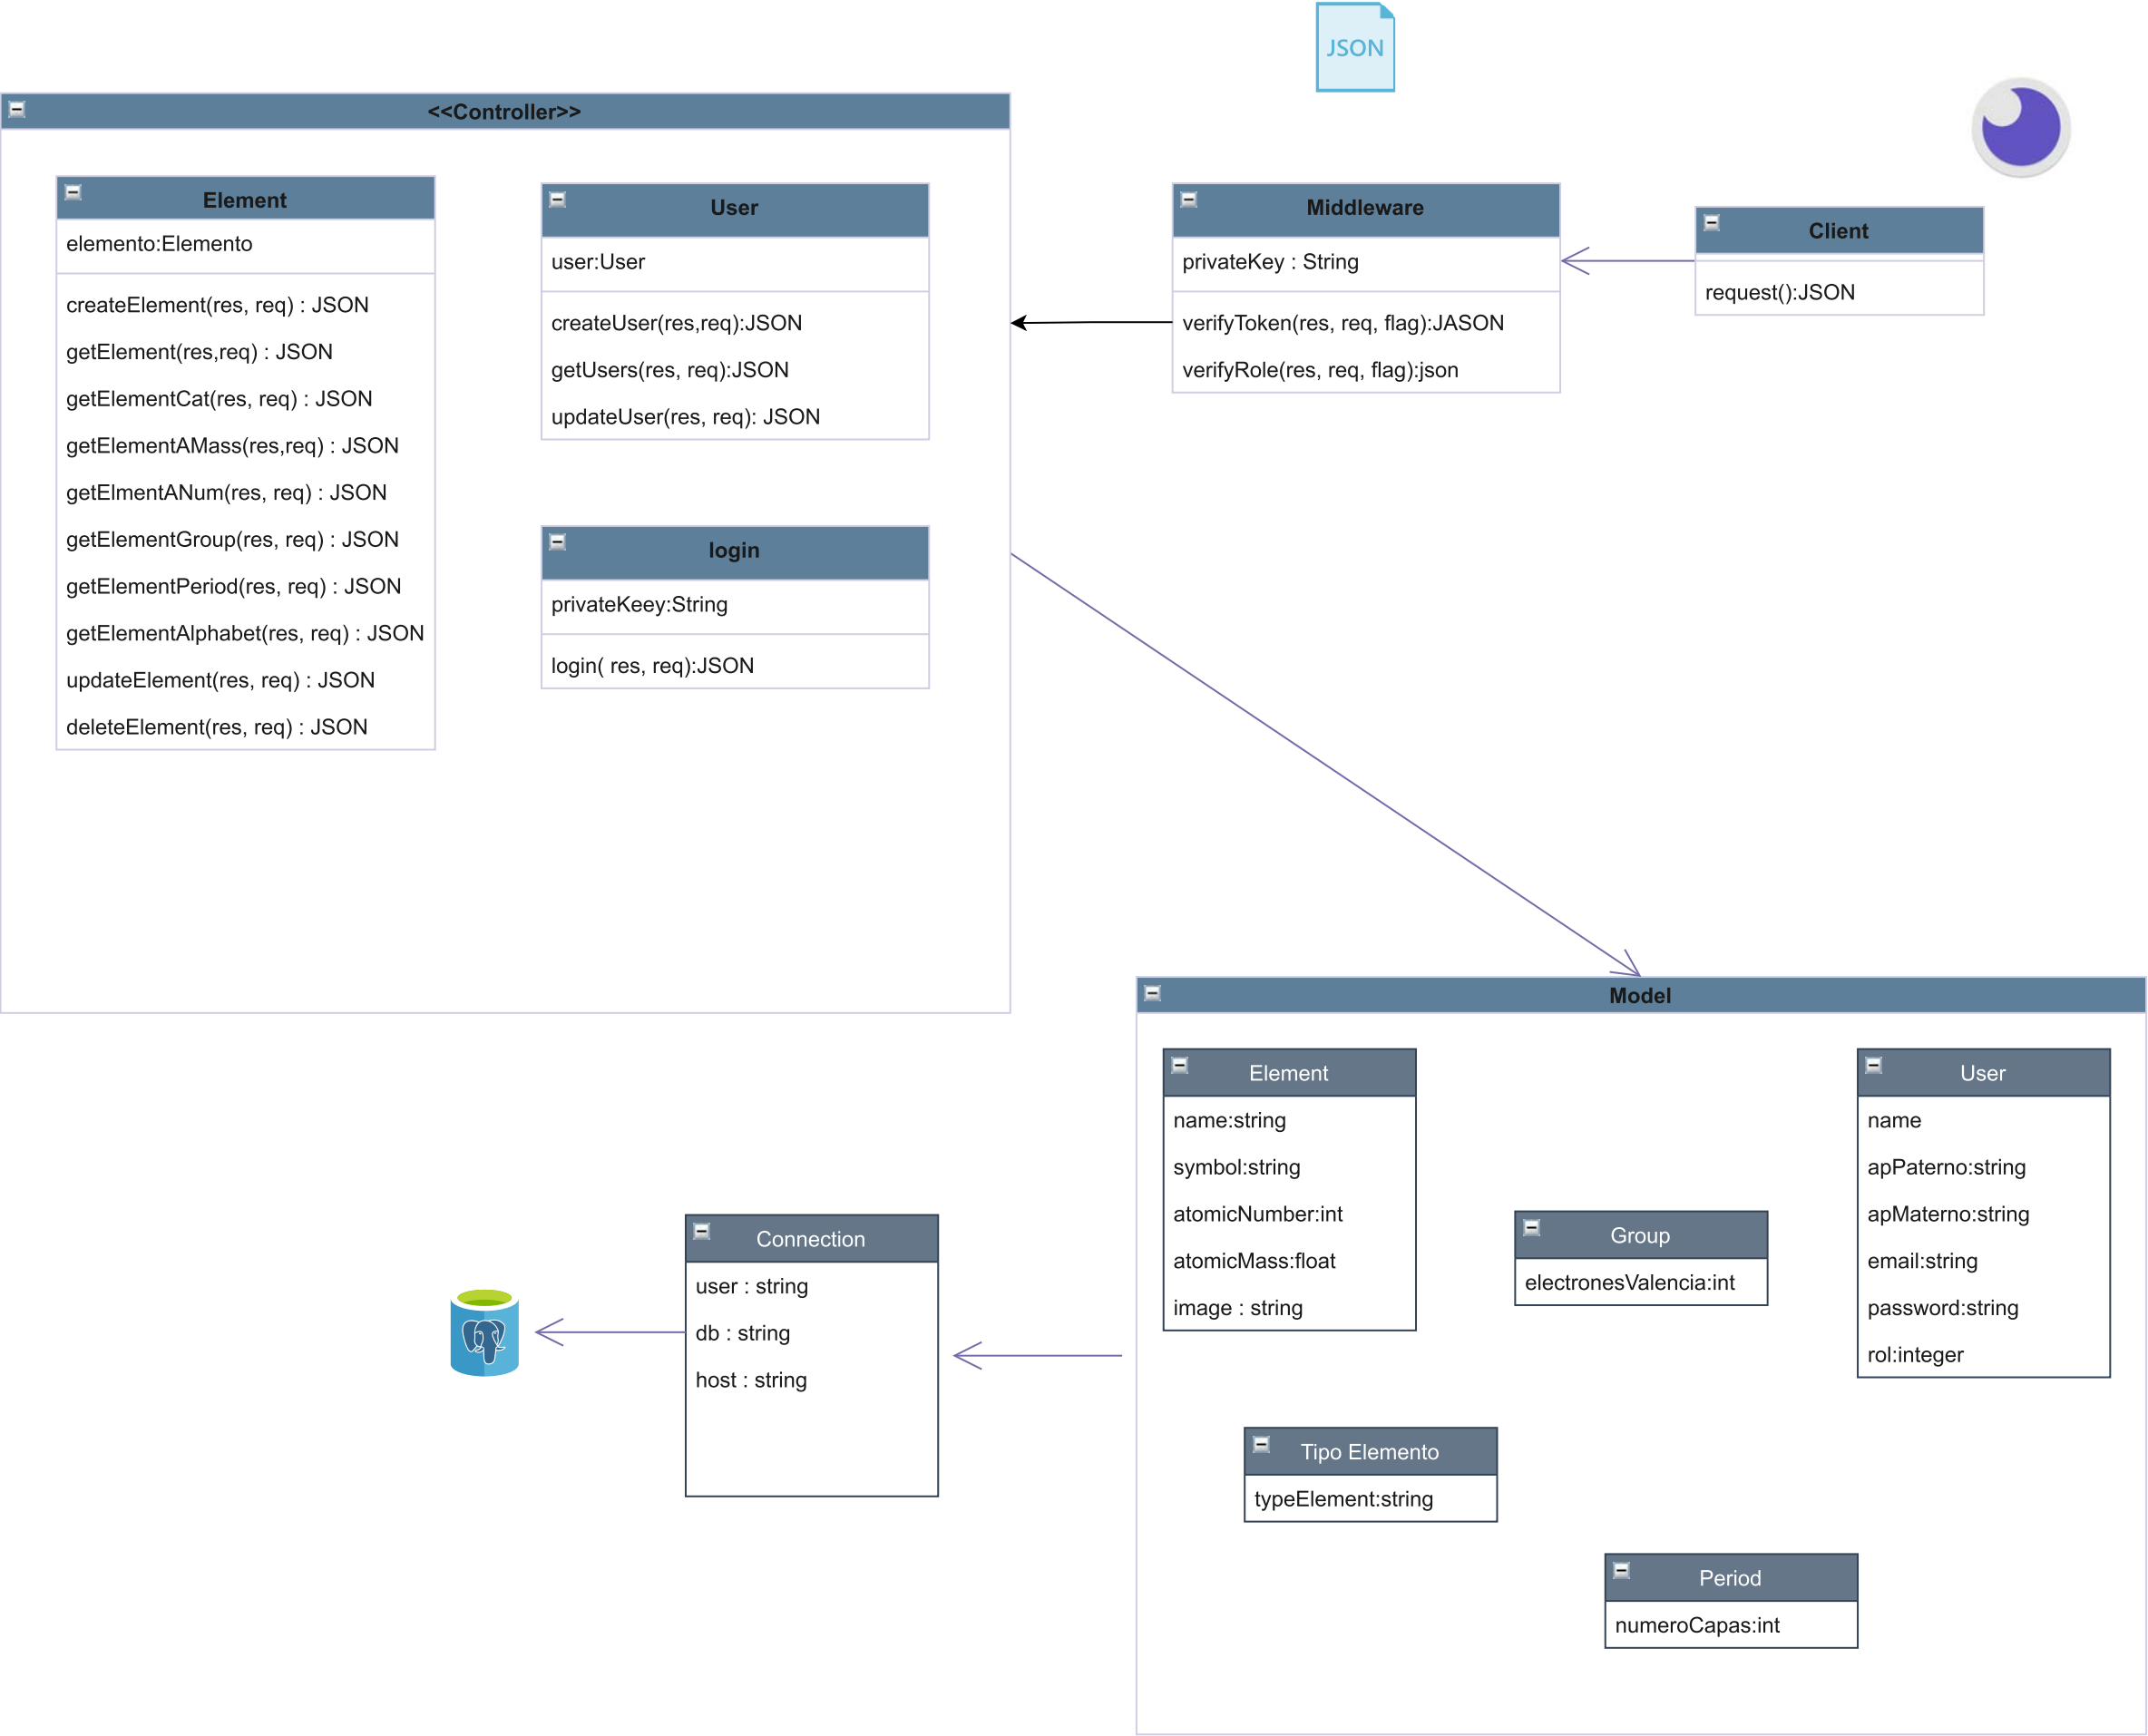 JSON
<<Controller>>
Element
elemento:Elemento
createElement(res, req) : JSON
getElement(res,req) : JSON
getElementCat(res, req) : JSON
getElementAMass(res,req) : JSON
getElmentANum(res, req) : JSON
getElementGroup(res, req) : JSON
getElementPeriod(res, req) : JSON
getElementAlphabet(res, req) : JSON
updateElement(res, req) : JSON
deleteElement(res, req) : JSON
User
user:User
createUser(res,req):JSON
getUsers(res, req):JSON
updateUser(res, req): JSON
login
privateKeey:String
login( res, req):JSON
Middleware
privateKey : String
verifyToken(res, req, flag):JASON
verifyRole(res, req, flag):json
Client
request():JSON
Model
Element
name:string
symbol:string
atomicNumber:int
atomicMass:float
image : string
Group
electronesValencia:int
User
name
apPaterno:string
apMaterno:string
email:string
password:string
rol:integer
Tipo Elemento
typeElement:string
Period
numeroCapas:int
Connection
user : string
db : string
host : string